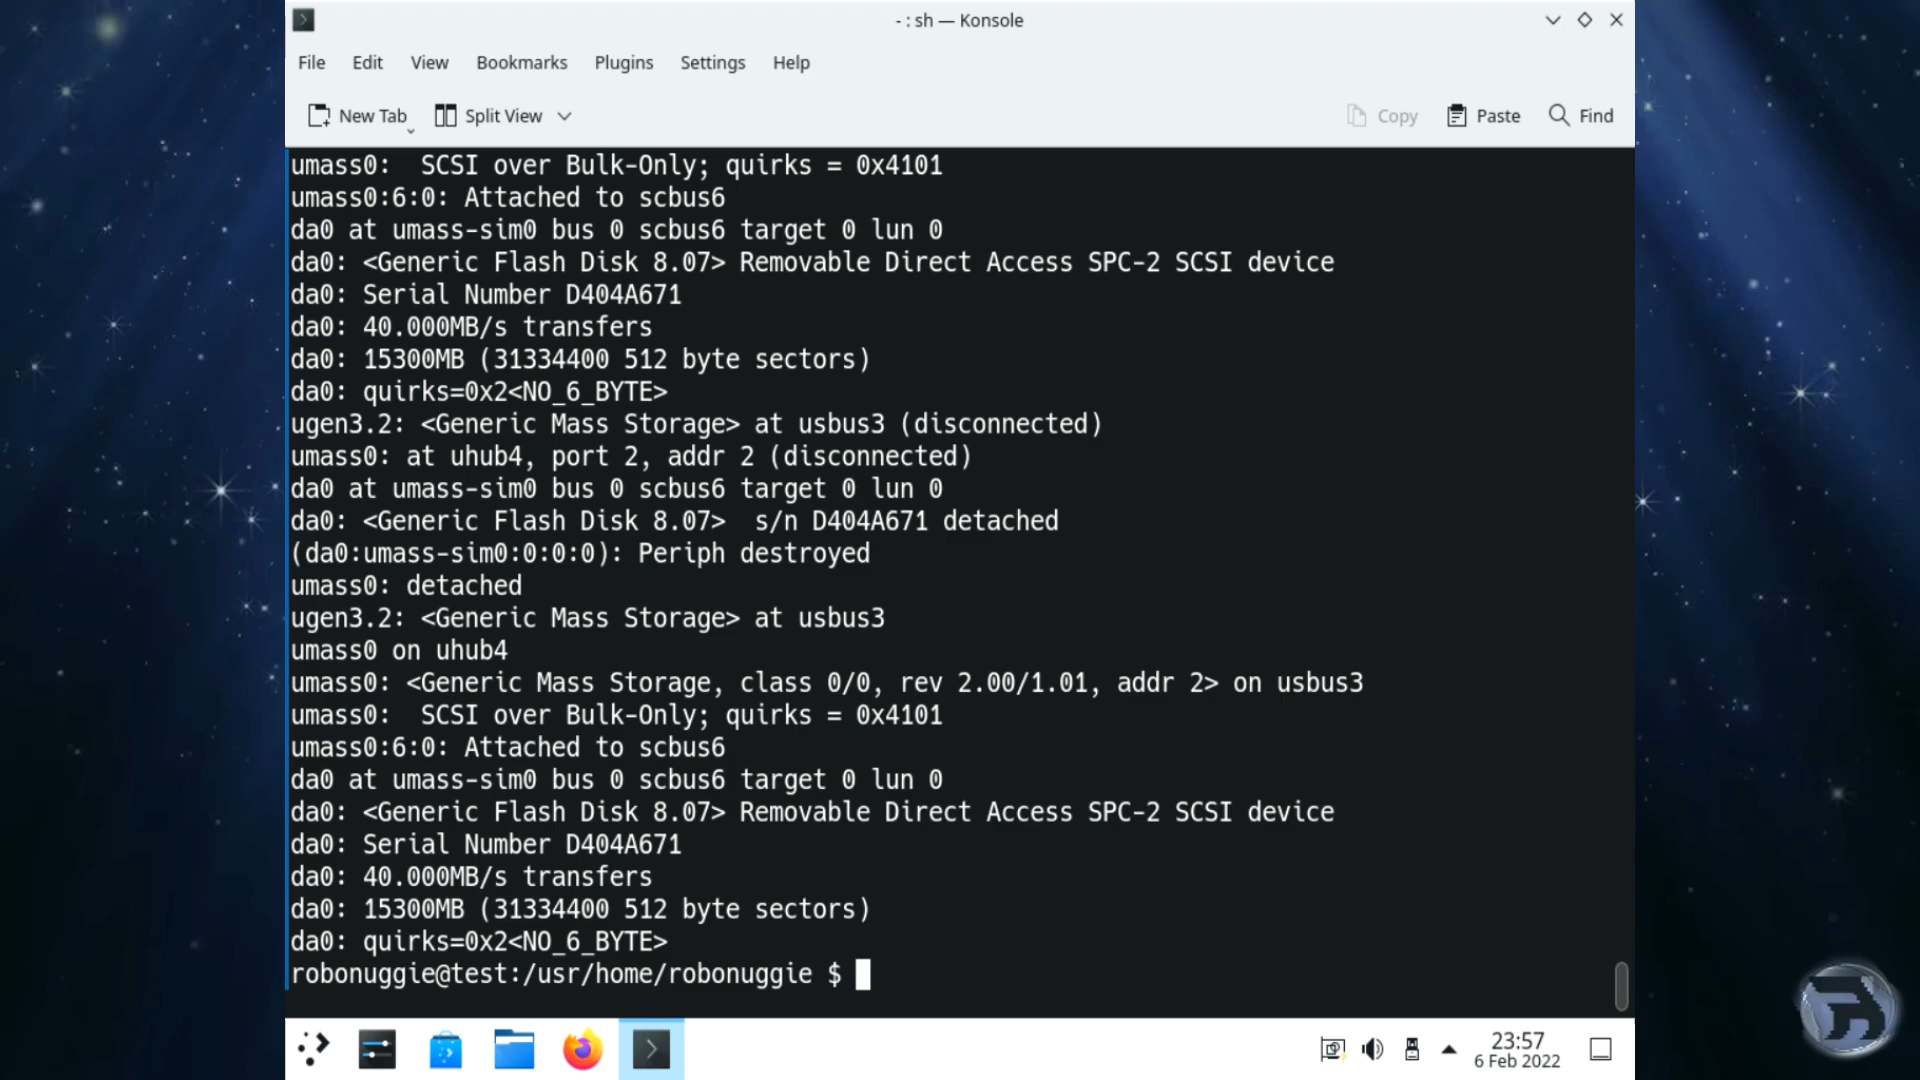 - : sh — Konsole
File Edit View Bookmarks Plugins Settings Help
New Tab Split View Copy Paste Find
umass0:  SCSI over Bulk-Only; quirks = 0x4101
umass0:6:0: Attached to scbus6
da0 at umass-sim0 bus 0 scbus6 target 0 lun 0
da0: <Generic Flash Disk 8.07> Removable Direct Access SPC-2 SCSI device
da0: Serial Number D404A671
da0: 40.000MB/s transfers
da0: 15300MB (31334400 512 byte sectors)
da0: quirks=0x2<NO_6_BYTE>
ugen3.2: <Generic Mass Storage> at usbus3 (disconnected)
umass0: at uhub4, port 2, addr 2 (disconnected)
da0 at umass-sim0 bus 0 scbus6 target 0 lun 0
da0: <Generic Flash Disk 8.07>  s/n D404A671 detached
(da0:umass-sim0:0:0:0): Periph destroyed
umass0: detached
ugen3.2: <Generic Mass Storage> at usbus3
umass0 on uhub4
umass0: <Generic Mass Storage, class 0/0, rev 2.00/1.01, addr 2> on usbus3
umass0:  SCSI over Bulk-Only; quirks = 0x4101
umass0:6:0: Attached to scbus6
da0 at umass-sim0 bus 0 scbus6 target 0 lun 0
da0: <Generic Flash Disk 8.07> Removable Direct Access SPC-2 SCSI device
da0: Serial Number D404A671
da0: 40.000MB/s transfers
da0: 15300MB (31334400 512 byte sectors)
da0: quirks=0x2<NO_6_BYTE>
robonuggie@test:/usr/home/robonuggie $
23:57
6 Feb 2022